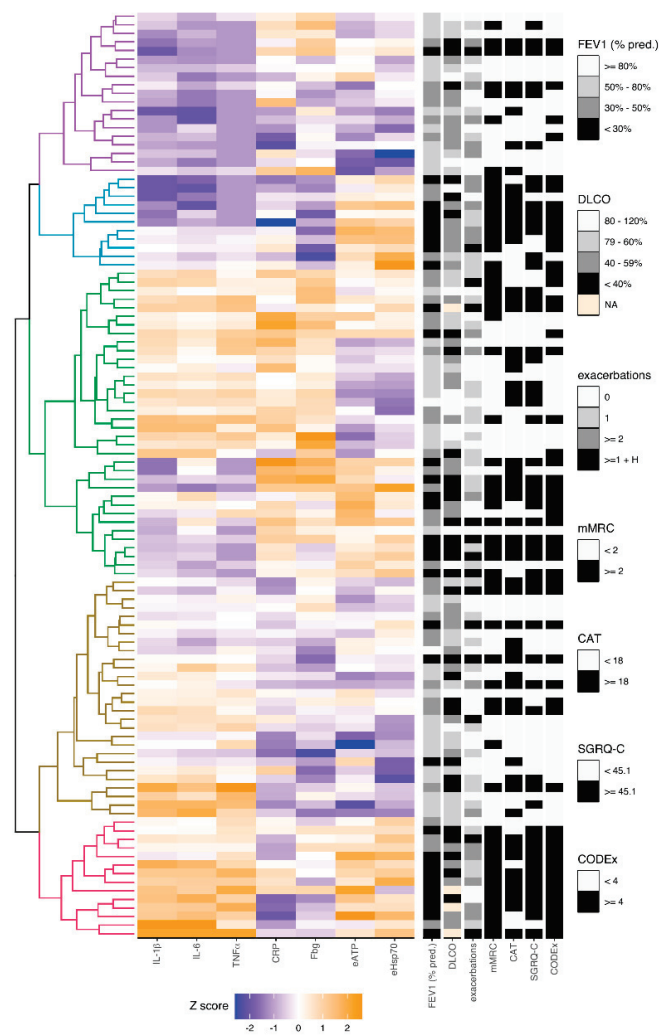 FEV1 (% pred.)
>= 80%
50% - 80%
30% - 50%
< 30%
DLCO
80 - 120%
79 - 60%
40 - 59%
< 40%
NA
exacerbations
0
1
>= 2
>=1 + H
mMRC
< 2
>= 2
CAT
< 18
>= 18
SGRQ-C
< 45.1
>= 45.1
CODEx
< 4
>= 4
IL-1β
IL-6
TNFα
CRP
Fbg
eATP
eHsp70
FEV1 (% pred.)
DLCO
exacerbations
mMRC
CAT
SGRQ-C
CODEx
Z score
-2 -1 0 1 2